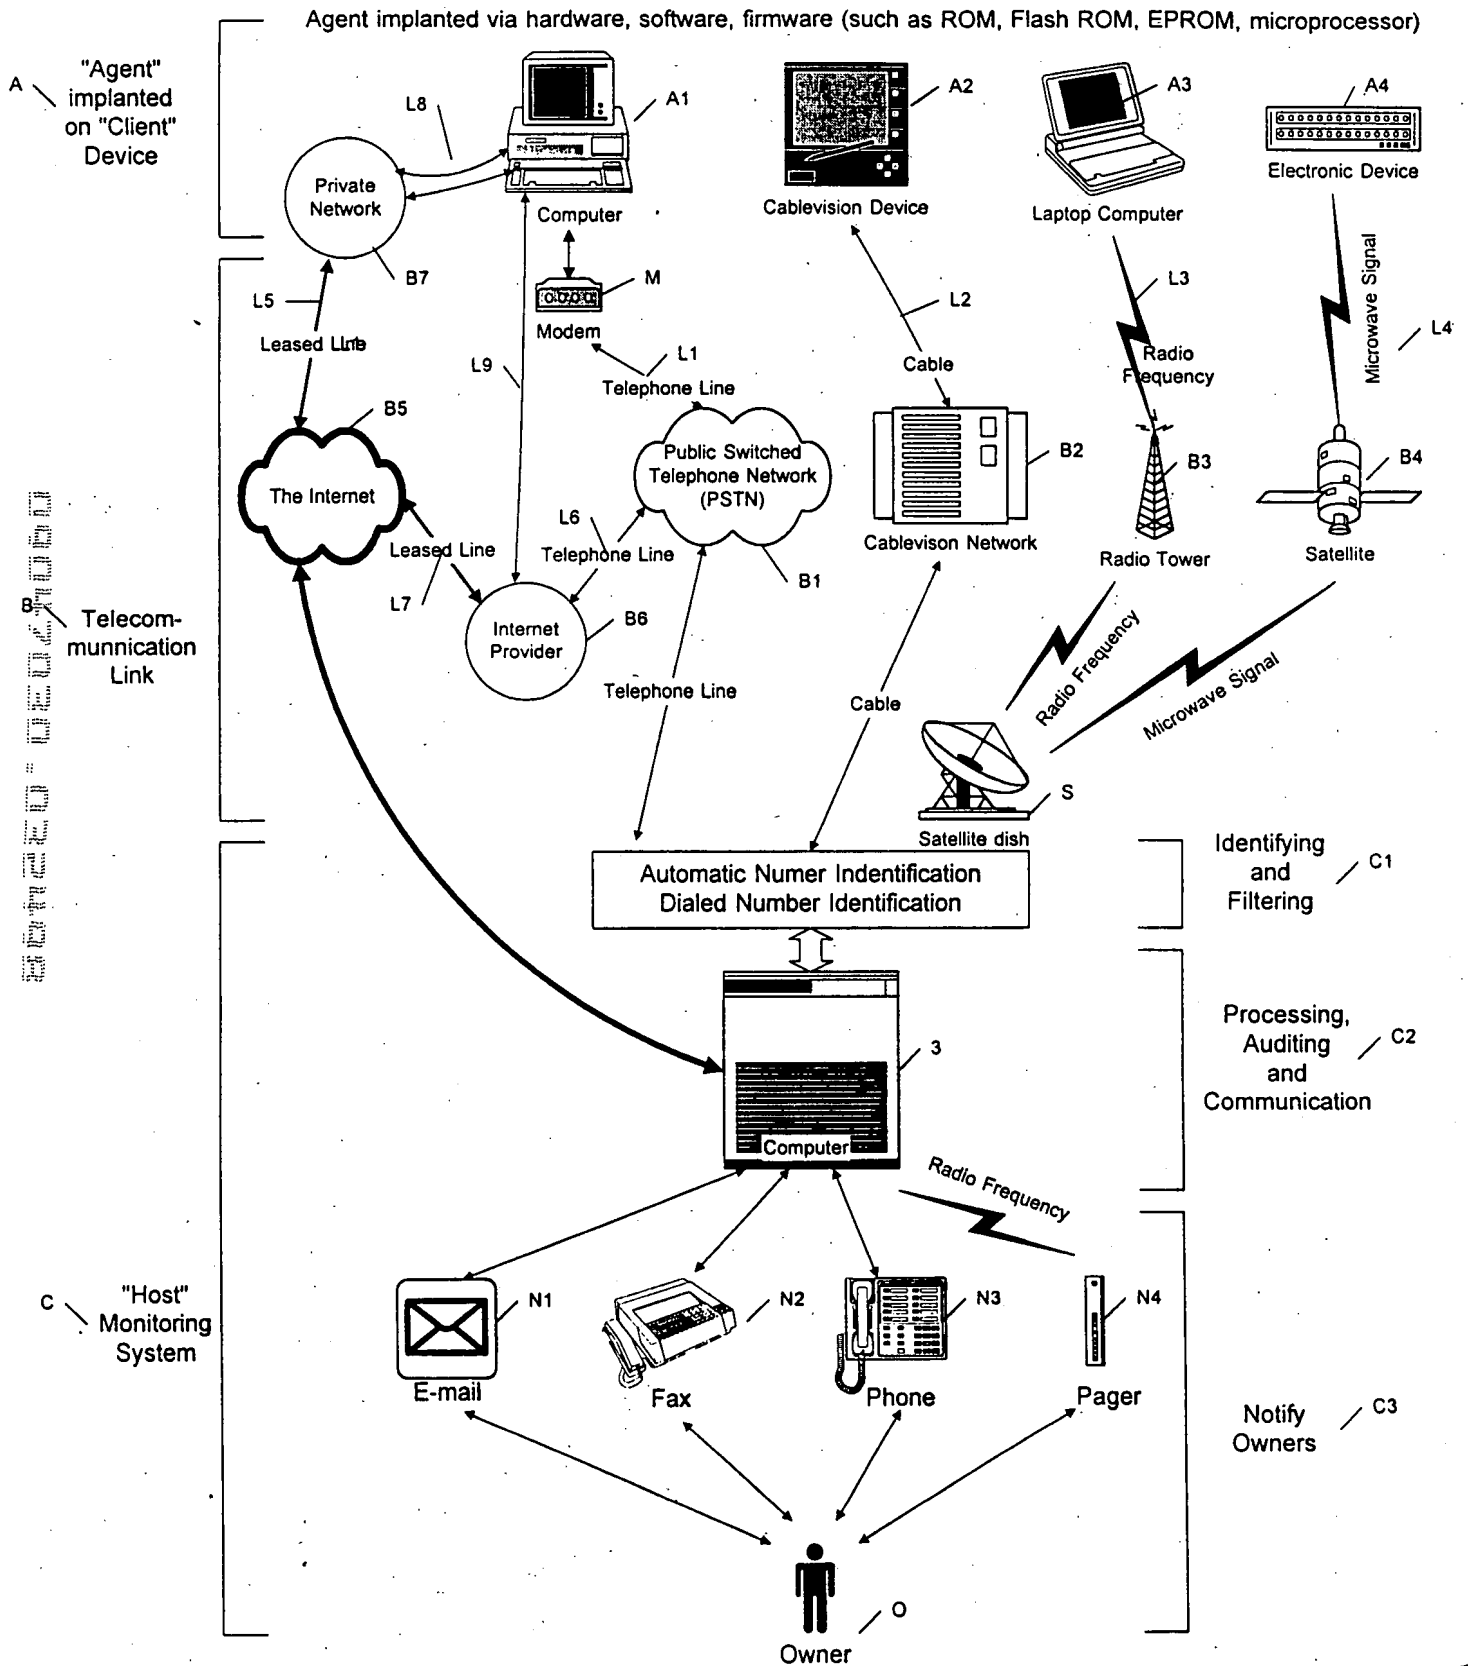 Agent implanted via hardware, software, firmware (such as ROM, Flash ROM, EPROM, microprocessor)
A
"Agent"
implanted
on "Client"
Device
L8
A1
A2
A3
A4
Private
Network
Computer
Cablevision Device
Laptop Computer
Electronic Device
B7
M
Modem
L5
Leased Line
L9
L1
Telephone Line
L2
Cable
L3
Radio
Frequency
Microwave Signal
L4
B5
The Internet
Public Switched
Telephone Network
(PSTN)
B2
Cablevison Network
B3
Radio Tower
B4
Satellite
L6
Telephone Line
Leased Line
L7
B1
B
Telecom-
munnication
Link
Internet
Provider
B6
Telephone Line
Cable
Radio Frequency
Microwave Signal
S
Satellite dish
Automatic Numer Indentification
Dialed Number Identification
Identifying
and
Filtering
C1
3
Computer
Processing,
Auditing
and
Communication
C2
Radio Frequency
C
"Host"
Monitoring
System
N1
E-mail
N2
Fax
N3
Phone
N4
Pager
Notify
Owners
C3
O
Owner